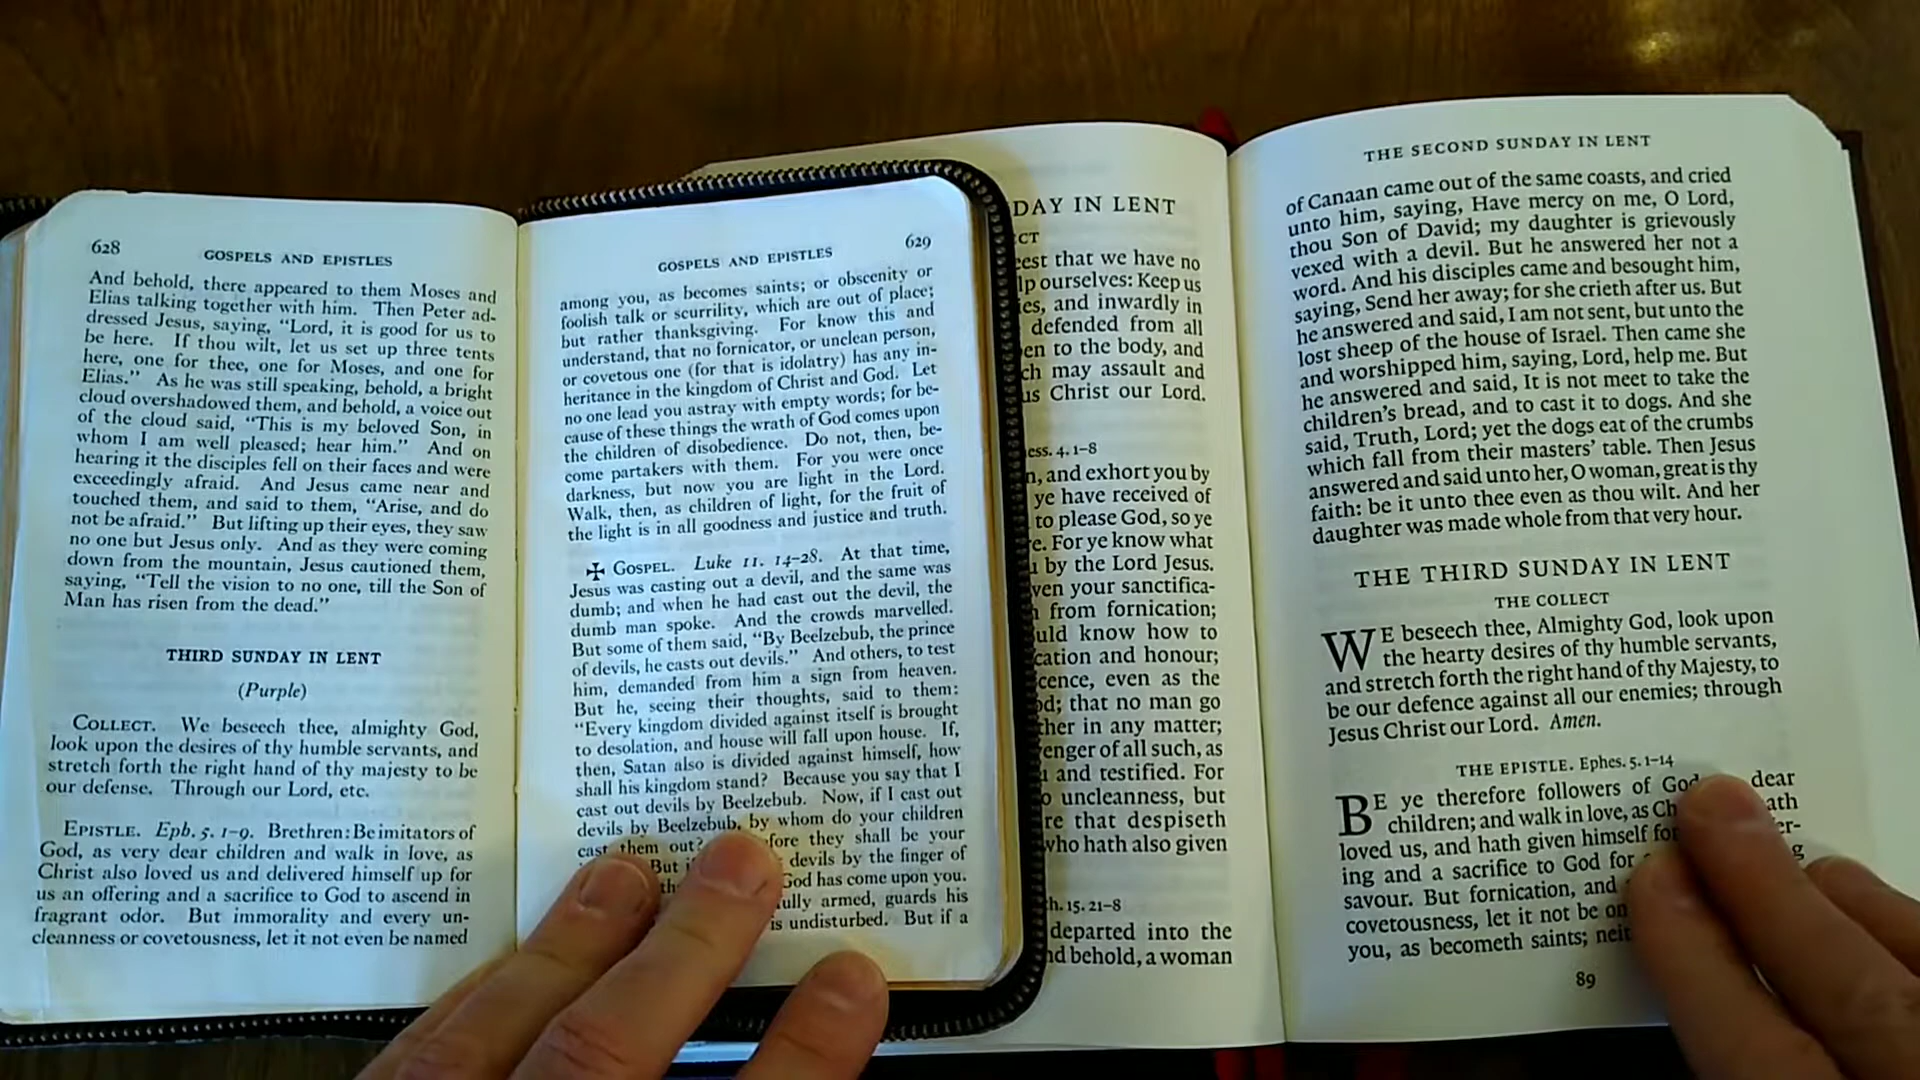 628
GOSPELS AND EPISTLES
And behold, there appeared to them Moses and
Elias talking together with him. Then Peter ad-
dressed Jesus, saying, "Lord, it is good for us to
be here. If thou wilt, let us set up three tents
here, one for thee, one for Moses, and one for
Elias." As he was still speaking, behold, a bright
cloud overshadowed them, and behold, a voice out
of the cloud said, "This is my beloved Son, in
whom I am well pleased; hear him." And on
hearing it the disciples fell on their faces and were
exceedingly afraid. And Jesus came near and
touched them, and said to them, "Arise, and do
not be afraid." But lifting up their eyes, they saw
no one but Jesus only. And as they were coming
down from the mountain, Jesus cautioned them,
saying, "Tell the vision to no one, till the Son of
Man has risen from the dead."
THIRD SUNDAY IN LENT
(Purple)
COLLECT. We beseech thee, almighty God,
look upon the desires of thy humble servants, and
stretch forth the right hand of thy majesty to be
our defense. Through our Lord, etc.
EPISTLE. Eph. 5. 1-9. Brethren: Be imitators of
God, as very dear children and walk in love, as
Christ also loved us and delivered himself up for
us an offering and a sacrifice to God to ascend in
fragrant odor. But immorality and every un-
cleanness or covetousness, let it not even be named
629
GOSPELS AND EPISTLES
among you, as becomes saints; or obscenity or
foolish talk or scurrility, which are out of place;
but rather thanksgiving. For know this and
understand, that no fornicator, or unclean person,
or covetous one (for that is idolatry) has any in-
heritance in the kingdom of Christ and God. Let
no one lead you astray with empty words; for be-
cause of these things the wrath of God comes upon
the children of disobedience. Do not, then, be-
come partakers with them. For you were once
darkness, but now you are light in the Lord.
Walk, then, as children of light, for the fruit of
the light is in all goodness and justice and truth.
✠ GOSPEL. Luke 11. 14-28. At that time,
Jesus was casting out a devil, and the same was
dumb; and when he had cast out the devil, the
dumb man spoke. And the crowds marvelled.
But some of them said, "By Beelzebub, the prince
of devils, he casts out devils." And others, to test
him, demanded from him a sign from heaven.
But he, seeing their thoughts, said to them:
"Every kingdom divided against itself is brought
to desolation, and house will fall upon house. If,
then, Satan also is divided against himself, how
shall his kingdom stand? Because you say that I
cast out devils by Beelzebub. Now, if I cast out
devils by Beelzebub, by whom do your children
cast them out? fore they shall be your
But devils by the finger of
God has come upon you.
fully armed, guards his
is undisturbed. But if a
DAY IN LENT
ECT
eest that we have no
lp ourselves: Keep us
ies, and inwardly in
defended from all
en to the body, and
ch may assault and
us Christ our Lord.
ess. 4. 1-8
n, and exhort you by
ye have received of
to please God, so ye
e. For ye know what
by the Lord Jesus.
ven your sanctifica-
from fornication;
uld know how to
cation and honour;
cence, even as the
od; that no man go
her in any matter;
enger of all such, as
and testified. For
o uncleanness, but
re that despiseth
who hath also given
h. 15. 21-8
departed into the
nd behold, a woman
THE SECOND SUNDAY IN LENT
of Canaan came out of the same coasts, and cried
unto him, saying, Have mercy on me, O Lord,
thou Son of David; my daughter is grievously
vexed with a devil. But he answered her not a
word. And his disciples came and besought him,
saying, Send her away; for she crieth after us. But
he answered and said, I am not sent, but unto the
lost sheep of the house of Israel. Then came she
and worshipped him, saying, Lord, help me. But
he answered and said, It is not meet to take the
children's bread, and to cast it to dogs. And she
said, Truth, Lord; yet the dogs eat of the crumbs
which fall from their masters' table. Then Jesus
answered and said unto her, O woman, great is thy
faith: be it unto thee even as thou wilt. And her
daughter was made whole from that very hour.
THE THIRD SUNDAY IN LENT
THE COLLECT
WE beseech thee, Almighty God, look upon
the hearty desires of thy humble servants,
and stretch forth the right hand of thy Majesty, to
be our defence against all our enemies; through
Jesus Christ our Lord. Amen.
THE EPISTLE. Ephes. 5. 1-14
BE ye therefore followers of God dear
children; and walk in love, as Ch ath
loved us, and hath given himself for er-
ing and a sacrifice to God for g
savour. But fornication, and
covetousness, let it not be on
you, as becometh saints; neit
89